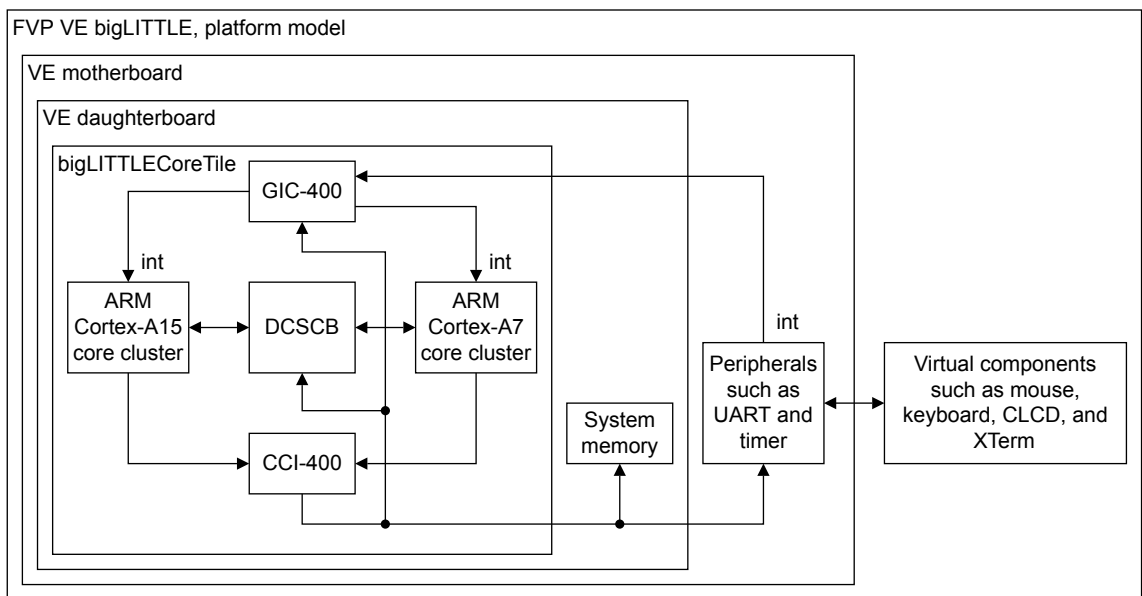 FVP VE bigLITTLE, platform model
VE motherboard
VE daughterboard
bigLITTLECoreTile
GIC-400
int
int
ARM
Cortex-A15
core cluster
DCSCB
ARM
Cortex-A7
core cluster
int
Peripherals
such as
UART and
timer
Virtual components
such as mouse,
keyboard, CLCD, and
XTerm
System
memory
CCI-400